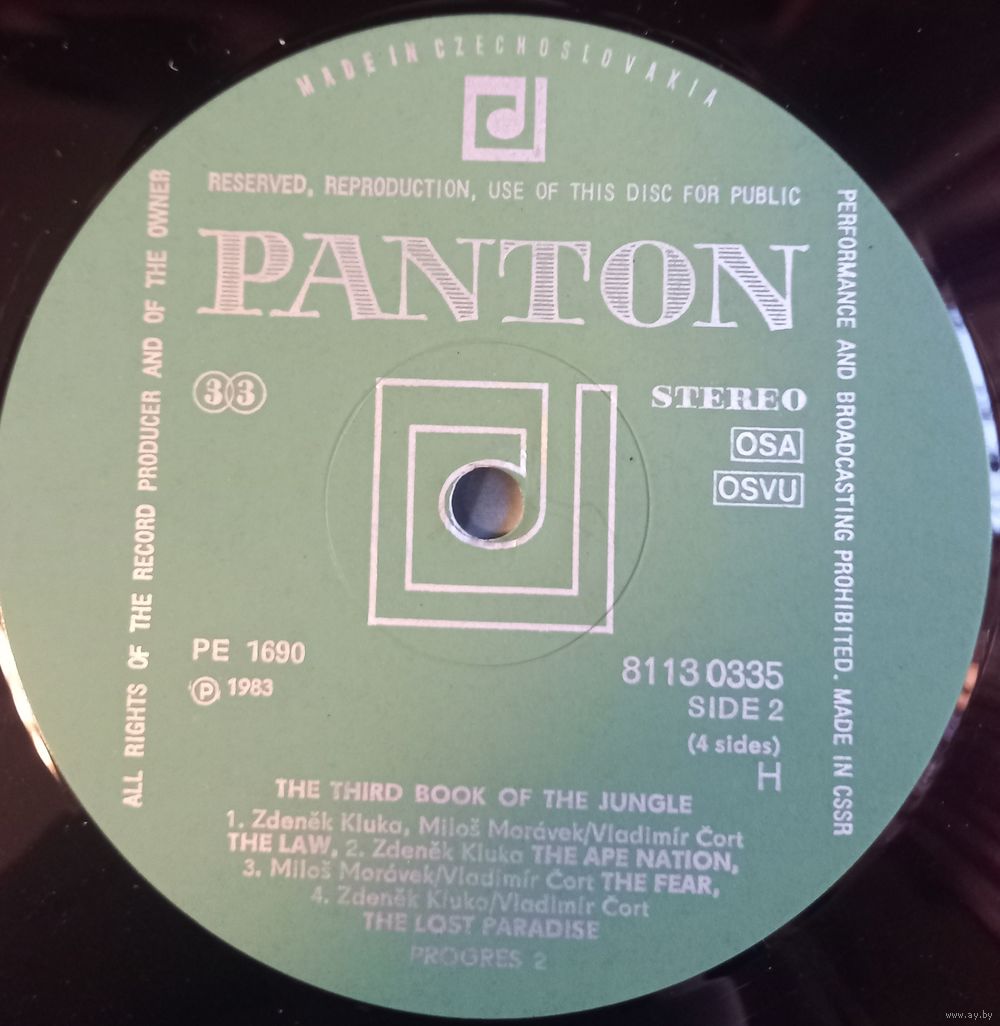 MADE IN CZECHOSLOVAKIA
RESERVED, REPRODUCTION, USE OF THIS DISC FOR PUBLIC
PERFORMANCE AND BROADCASTING PROHIBITED. MADE IN CSSR
ALL RIGHTS OF THE RECORD PRODUCER AND OF THE OWNER
PANTON
33
STEREO
OSA
OSVU
PE 1690
℗ 1983
8113 0335
SIDE 2
(4 sides)
H
THE THIRD BOOK OF THE JUNGLE
1. Zdeněk Kluka, Miloš Morávek/Vladimír Čort
THE LAW, 2. Zdeněk Kluka THE APE NATION,
3. Miloš Morávek/Vladimír Čort THE FEAR,
4. Zdeněk Kluka/Vladimír Čort
THE LOST PARADISE
PROGRES 2
www.ay.by